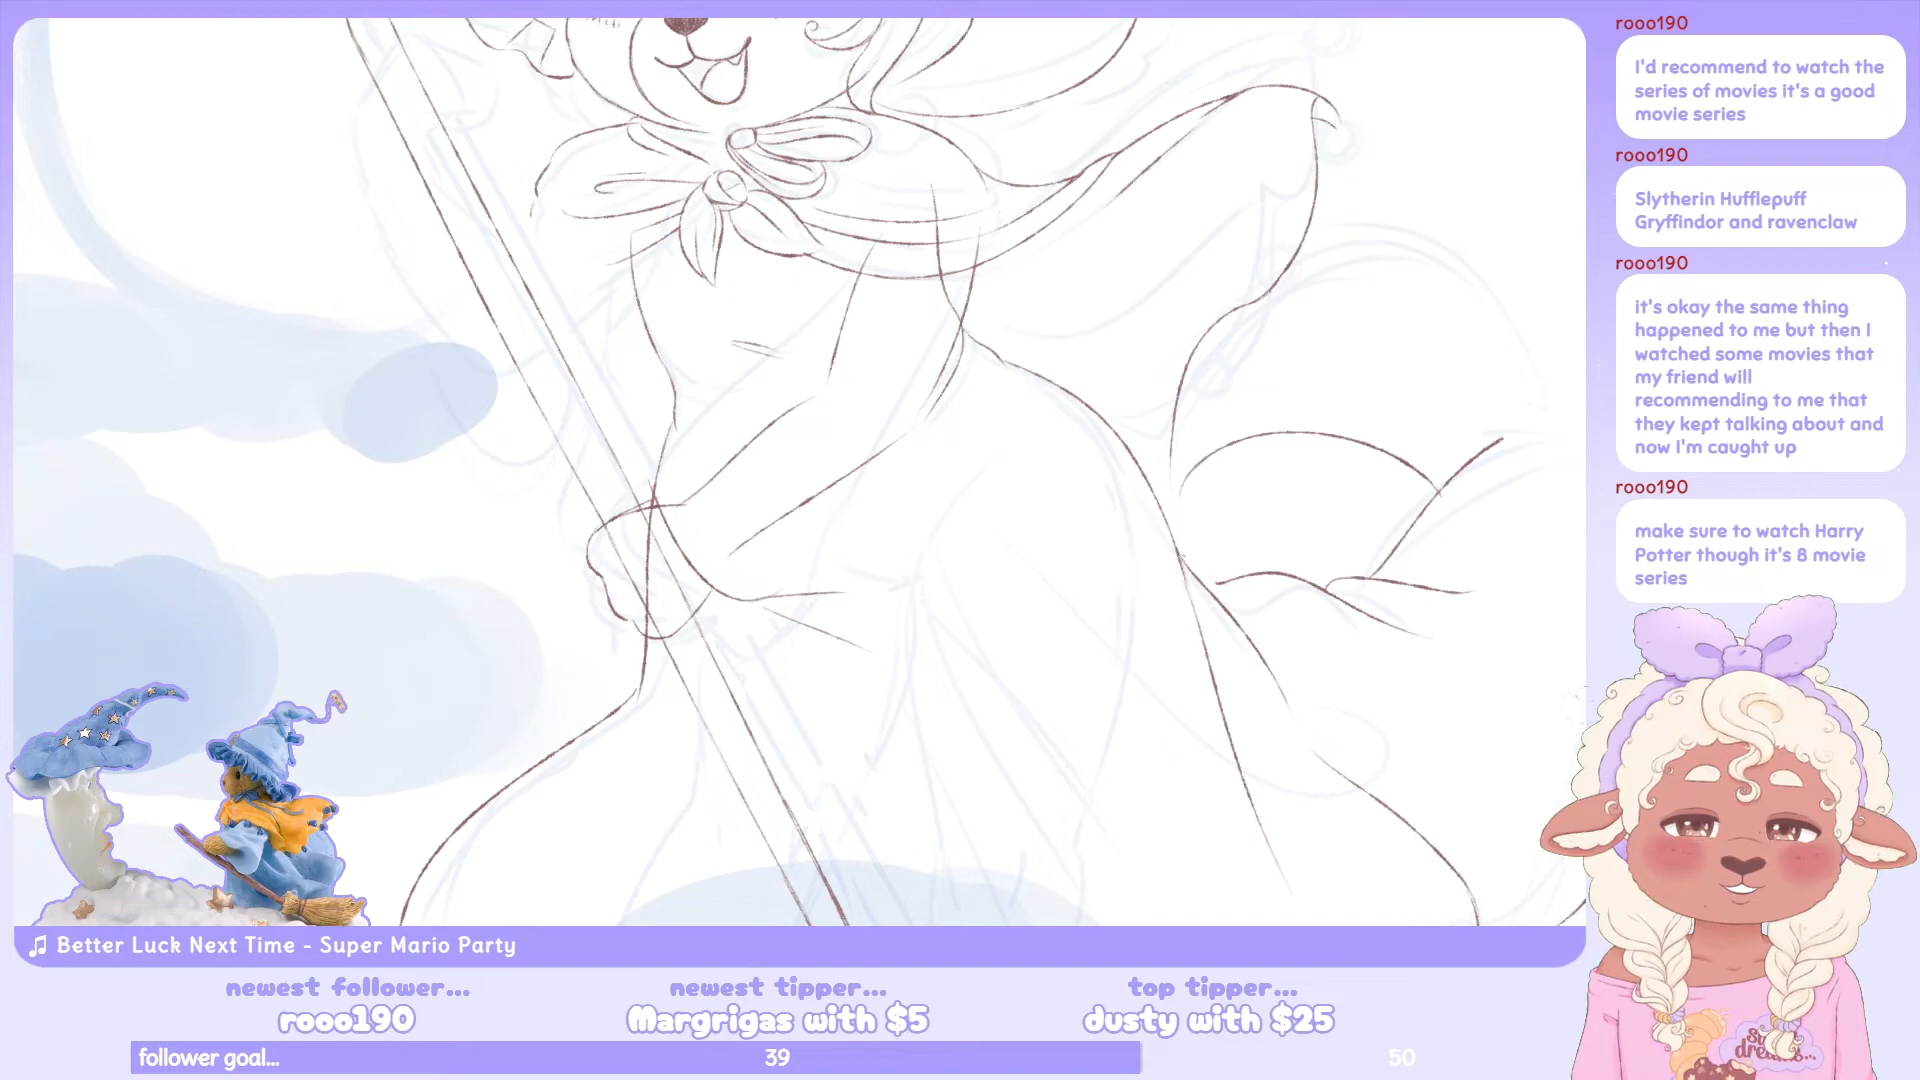 rooo190
I'd recommend to watch the
series of movies it's a good
movie series
rooo190
Slytherin Hufflepuff
Gryffindor and ravenclaw
rooo190
it's okay the same thing
happened to me but then I
watched some movies that
my friend will
recommending to me that
they kept talking about and
now I'm caught up
rooo190
make sure to watch Harry
Potter though it's 8 movie
series
Better Luck Next Time - Super Mario Party
newest follower...
rooo190
newest tipper...
Margrigas with $5
top tipper...
dusty with $25
follower goal...
39
50